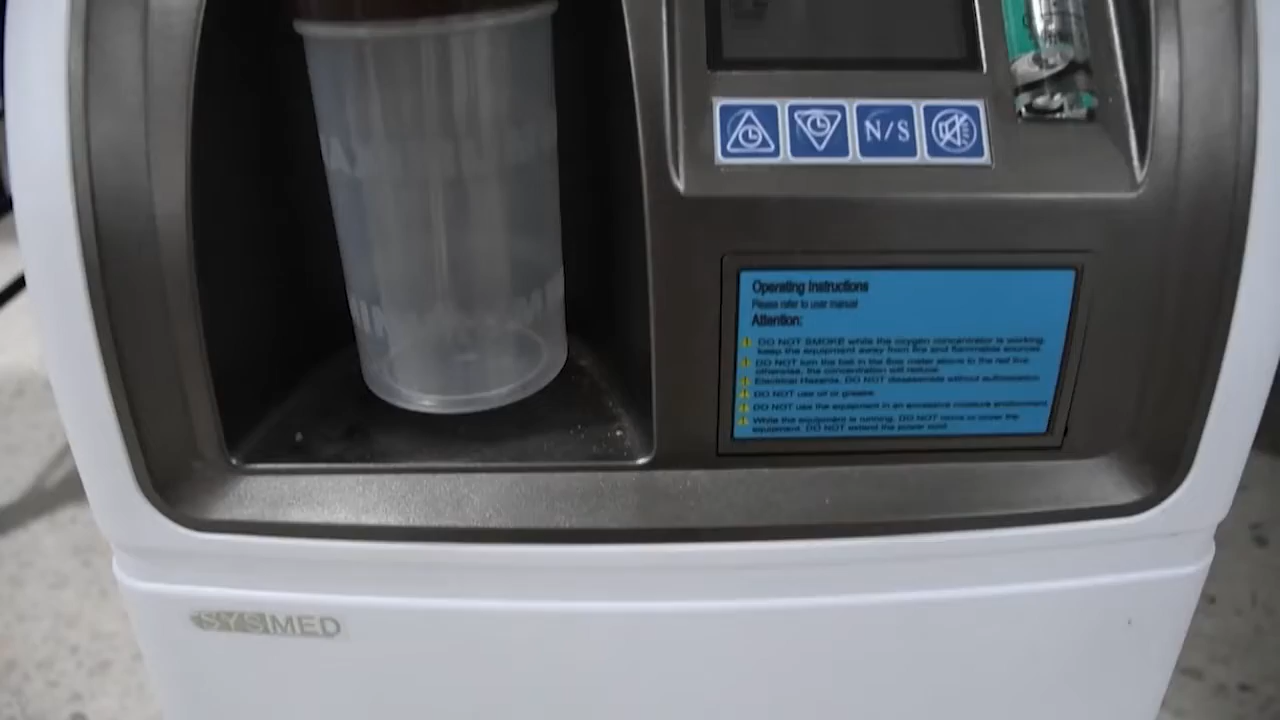 N/S
Operating Instructions
Please refer to user manual
Attention:
DO NOT SMOKE while the oxygen concentrator is working,
keep the equipment away from fire and flammable sources.
DO NOT turn the ball in the flow meter above to the red line
otherwise, the concentration will reduce.
Electrical Hazards. DO NOT disassemble without authorization.
DO NOT use oil or grease.
DO NOT use the equipment in an excessive moisture environment.
While the equipment is running, DO NOT move or cover the
equipment. DO NOT extend the power cord.
SYSMED